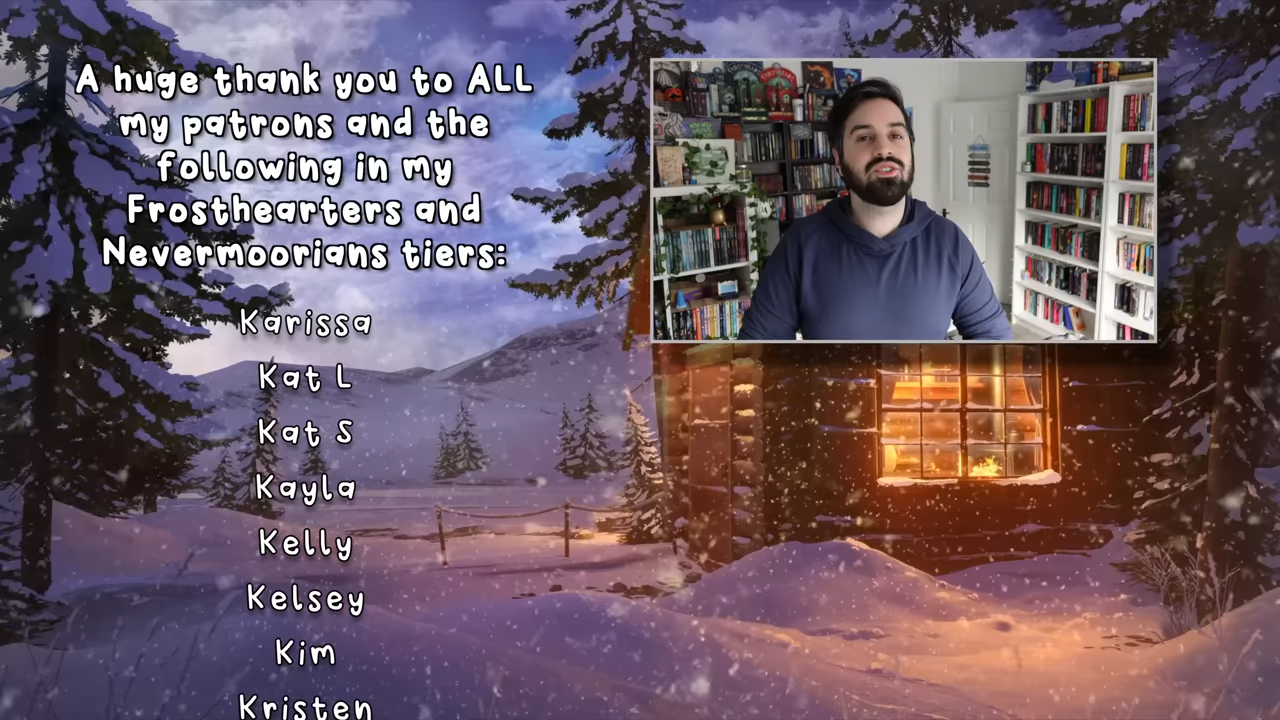 A huge thank you to ALL
my patrons and the
following in my
Frosthearters and
Nevermoorians tiers:
Karissa
Kat L
Kat S
Kayla
Kelly
Kelsey
Kim
Kristen